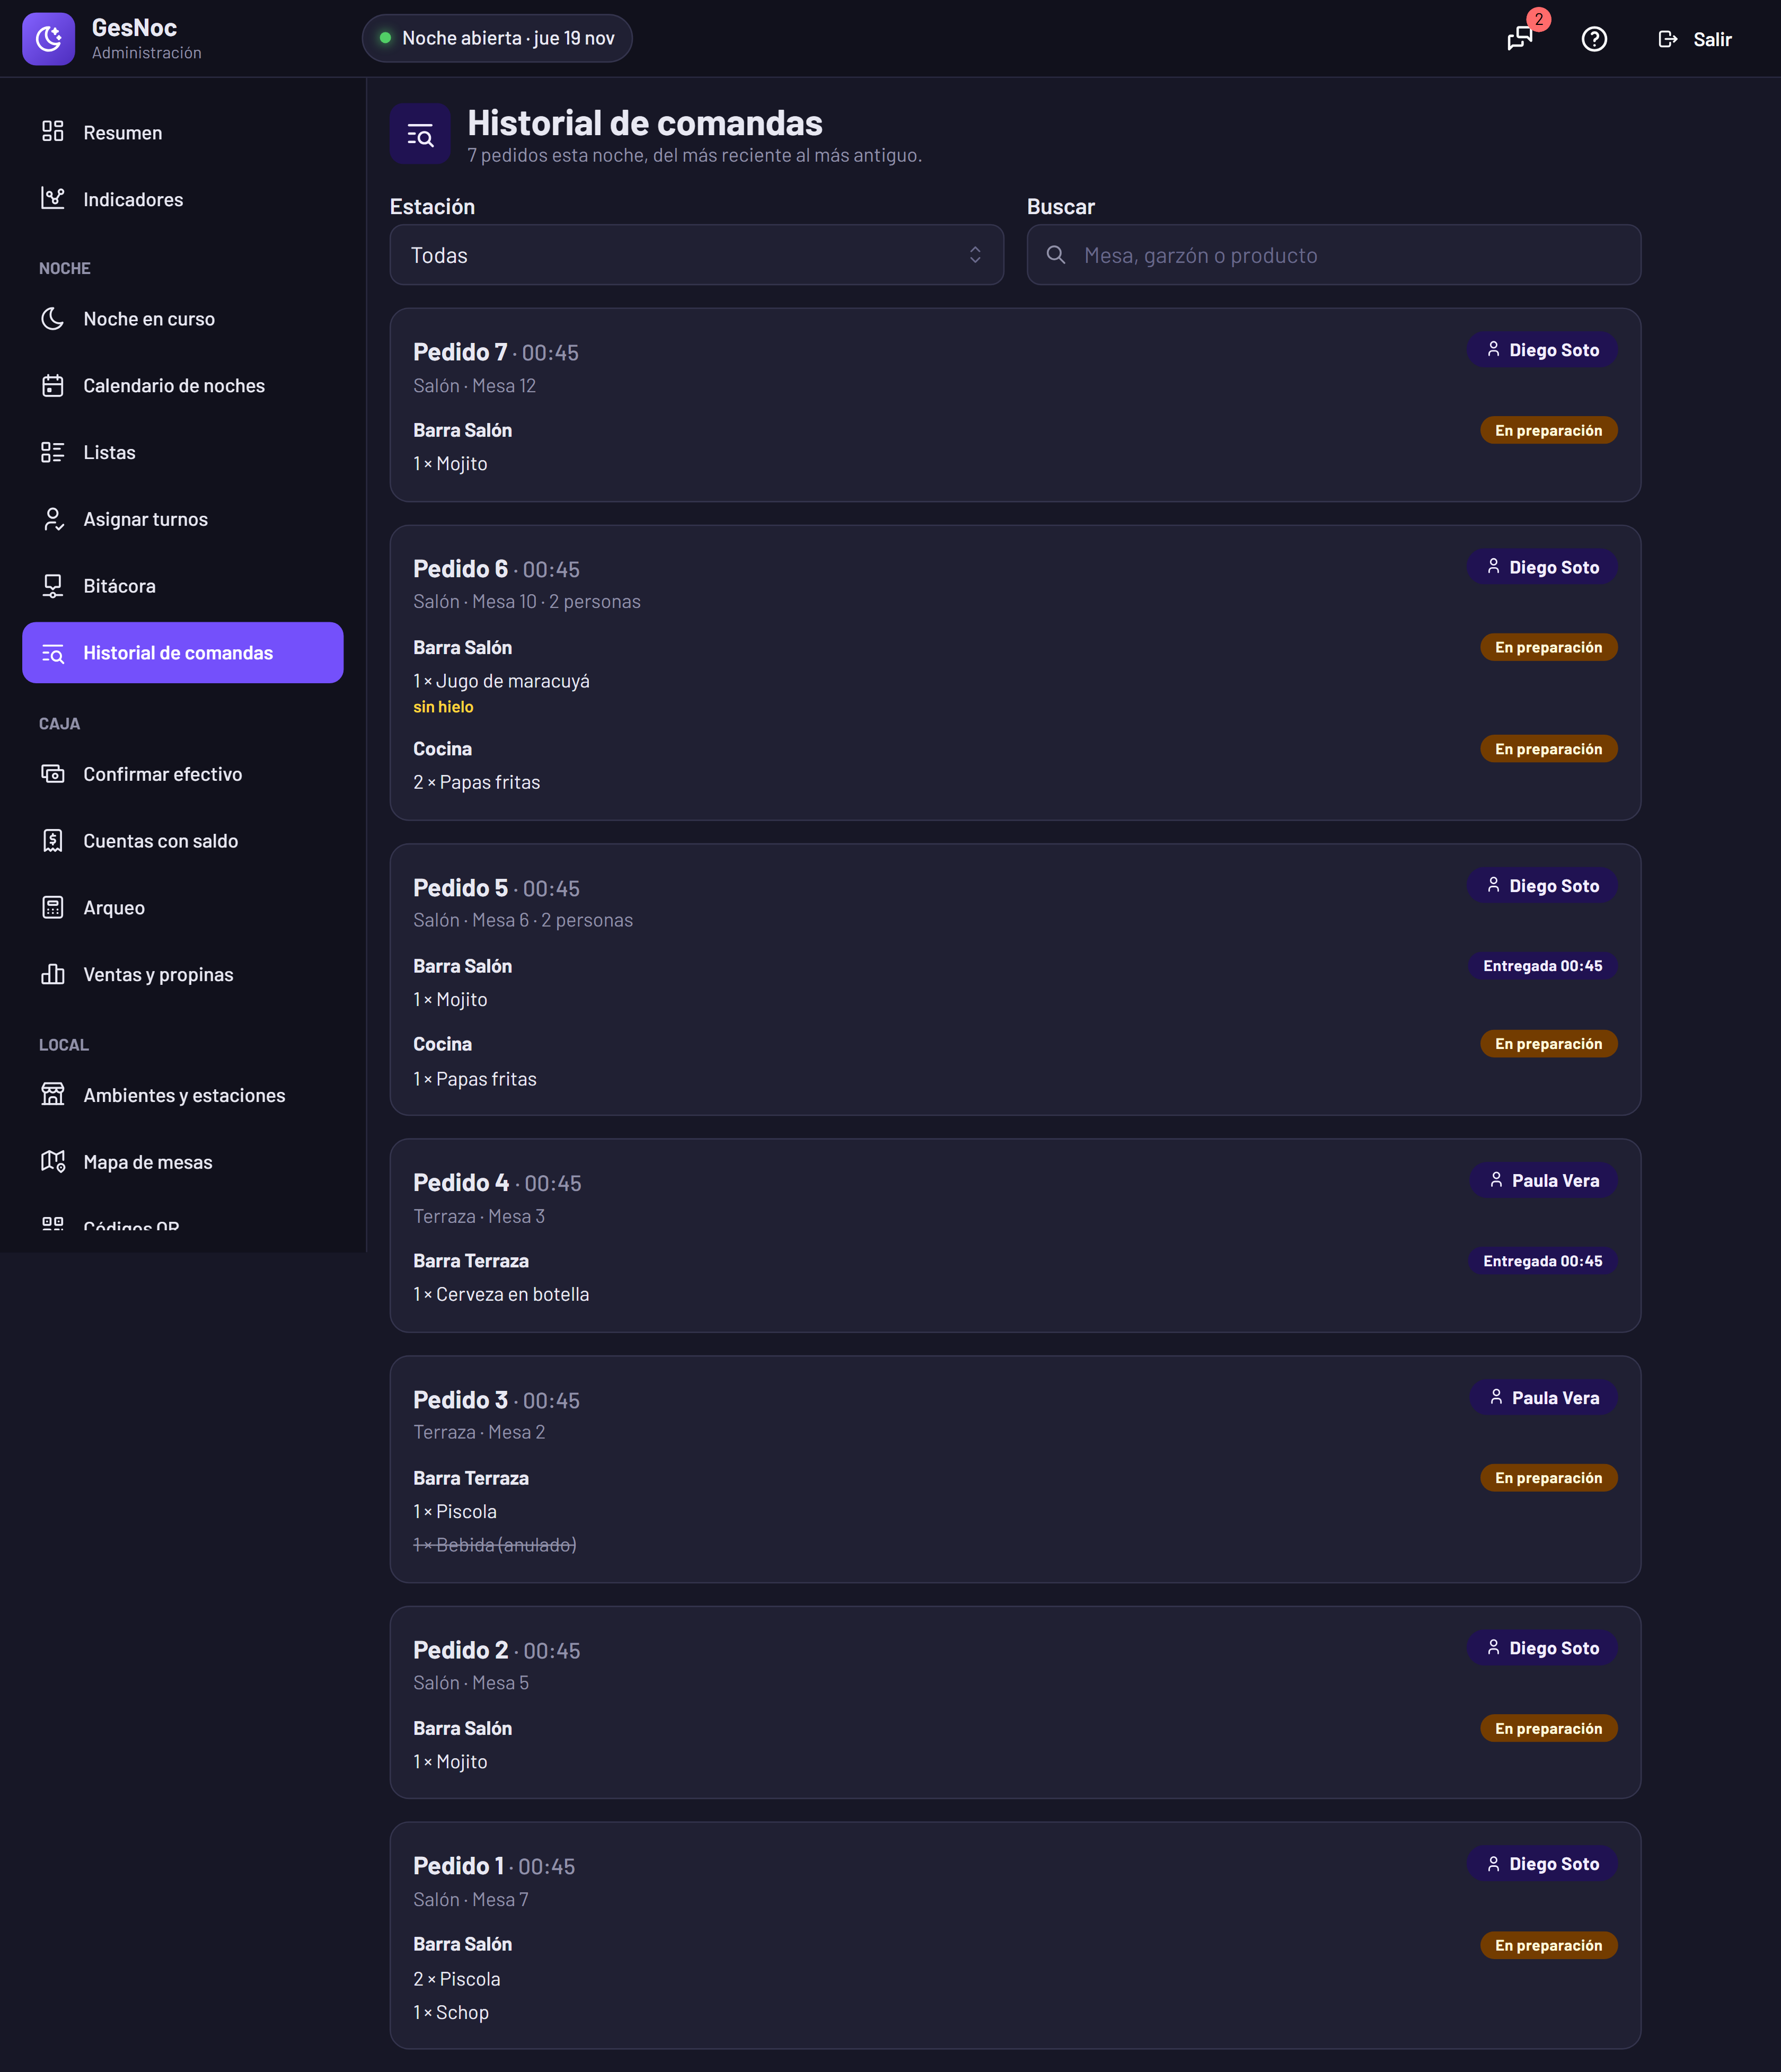 GesNoc
Administración
Noche abierta · jue 19 nov
2
Salir
Resumen
Indicadores
NOCHE
Noche en curso
Calendario de noches
Listas
Asignar turnos
Bitácora
Historial de comandas
CAJA
Confirmar efectivo
Cuentas con saldo
Arqueo
Ventas y propinas
LOCAL
Ambientes y estaciones
Mapa de mesas
Códigos QR
Historial de comandas
7 pedidos esta noche, del más reciente al más antiguo.
Estación
Todas
Buscar
Mesa, garzón o producto
Pedido 7 · 00:45
Diego Soto
Salón · Mesa 12
Barra Salón
En preparación
1 × Mojito
Pedido 6 · 00:45
Diego Soto
Salón · Mesa 10 · 2 personas
Barra Salón
En preparación
1 × Jugo de maracuyá
sin hielo
Cocina
En preparación
2 × Papas fritas
Pedido 5 · 00:45
Diego Soto
Salón · Mesa 6 · 2 personas
Barra Salón
Entregada 00:45
1 × Mojito
Cocina
En preparación
1 × Papas fritas
Pedido 4 · 00:45
Paula Vera
Terraza · Mesa 3
Barra Terraza
Entregada 00:45
1 × Cerveza en botella
Pedido 3 · 00:45
Paula Vera
Terraza · Mesa 2
Barra Terraza
En preparación
1 × Piscola
1 × Bebida (anulado)
Pedido 2 · 00:45
Diego Soto
Salón · Mesa 5
Barra Salón
En preparación
1 × Mojito
Pedido 1 · 00:45
Diego Soto
Salón · Mesa 7
Barra Salón
En preparación
2 × Piscola
1 × Schop